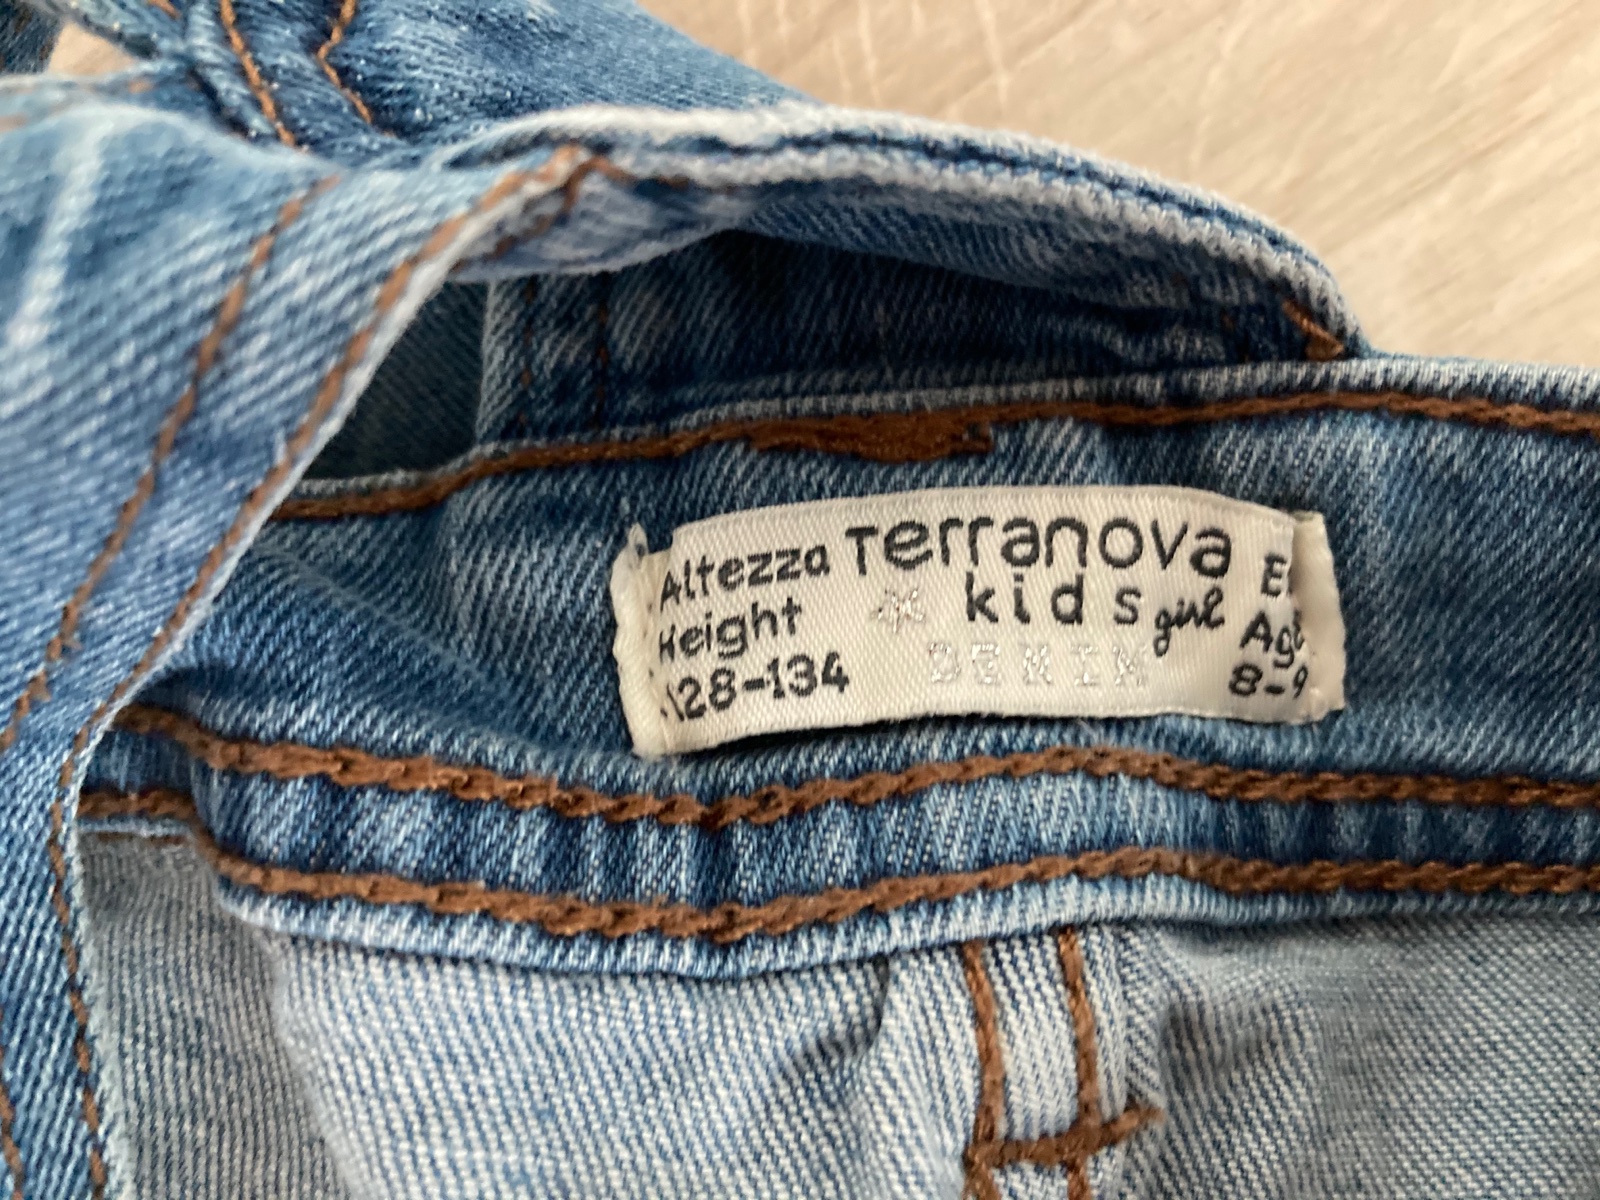 Altezza
Height
128-134
Terranova
kids girl
DENIM
Age
8-9